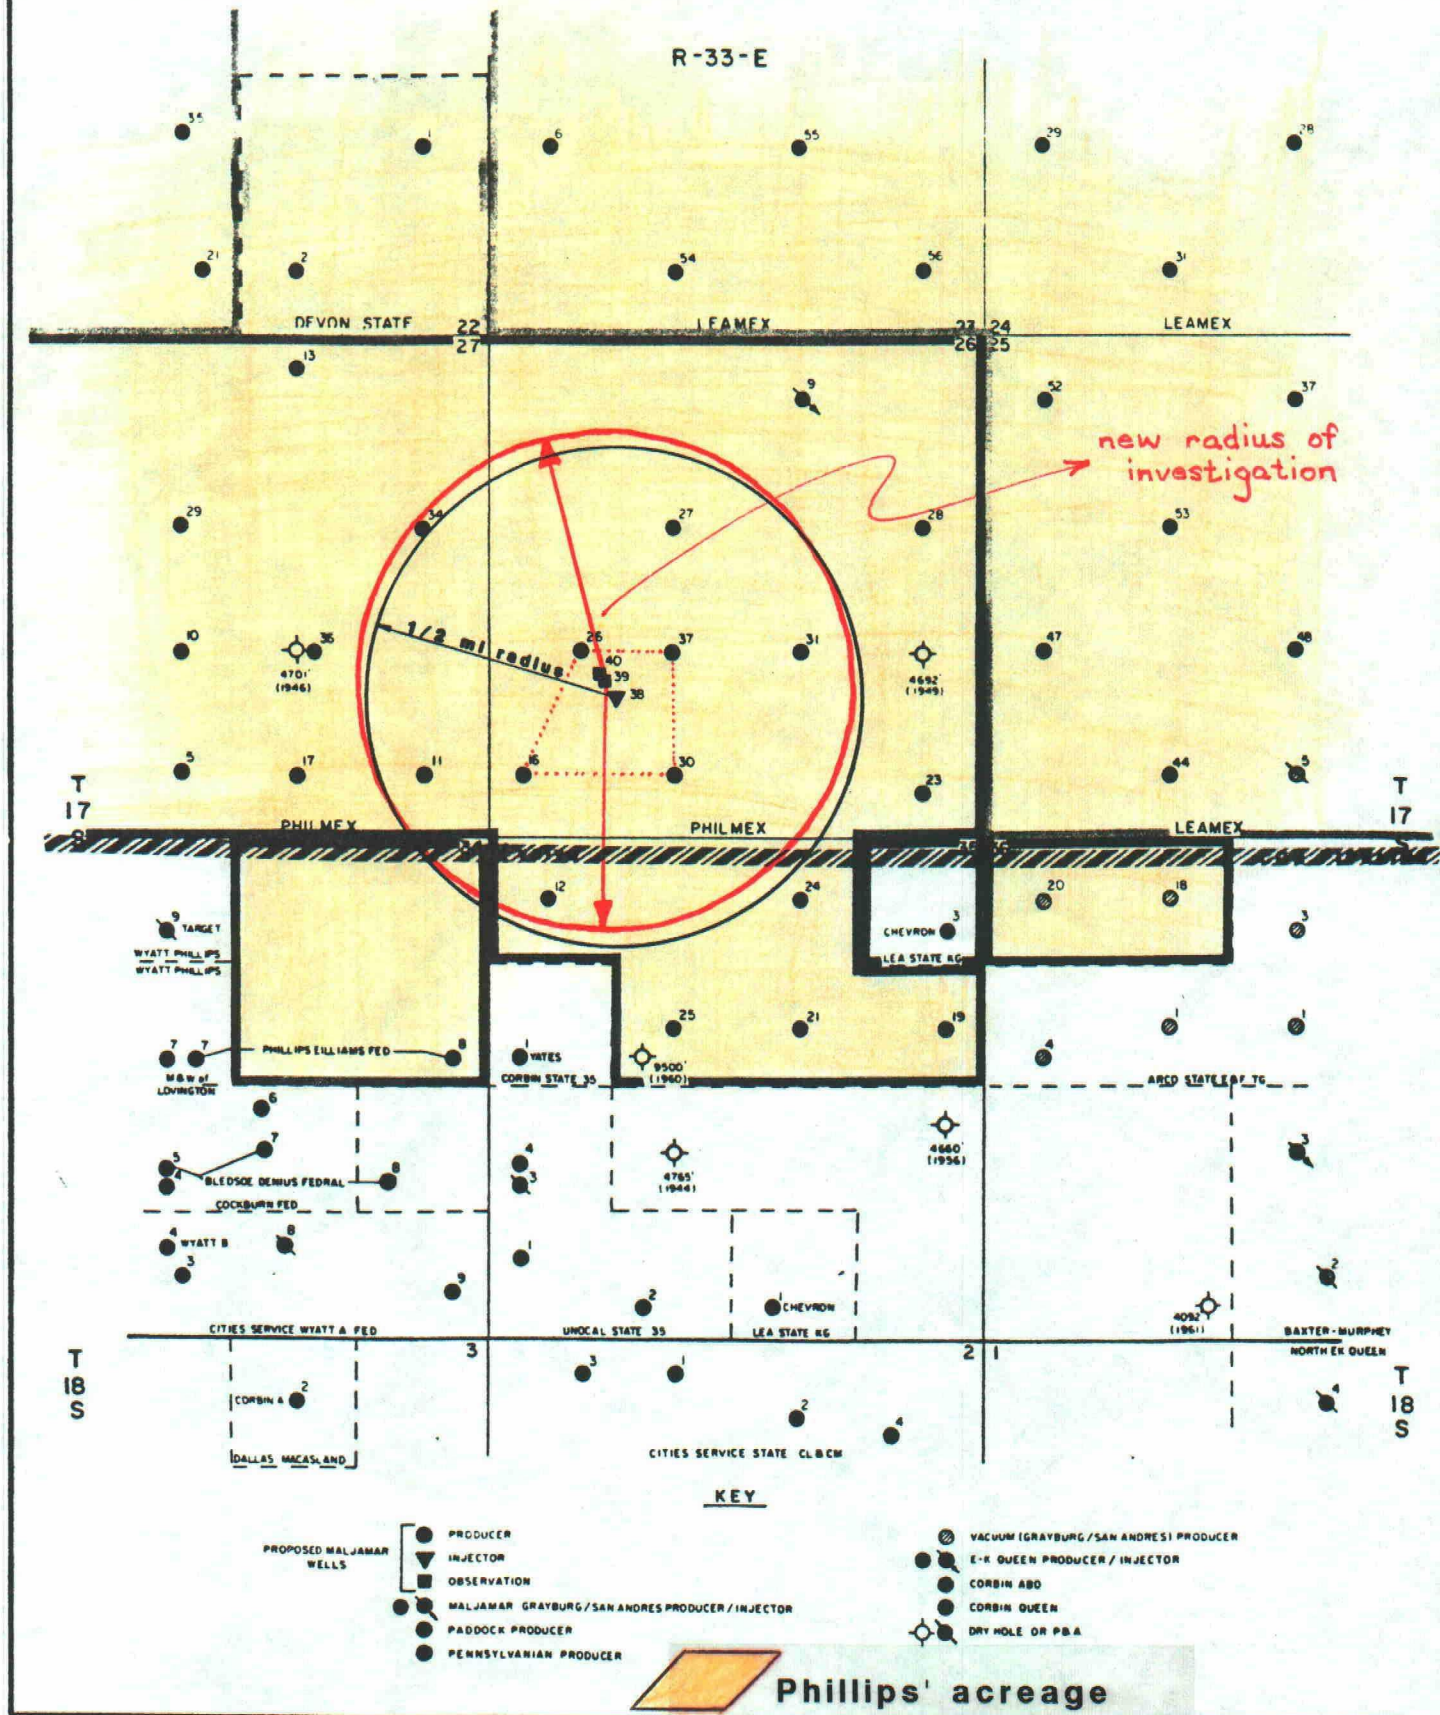 R-33-E
35
1
6
55
29
28
21
2
54
56
31
DEVON STATE 22
LEAMEX
23 24
LEAMEX
27
26 25
13
9
52
37
new radius of
investigation
29
34
27
28
53
10
36
1/2 mi radius
26
37
31
47
48
4701'
(1946)
40
39
38
4692'
(1949)
5
17
11
16
30
23
44
5
T
17
S
T
17
S
PHILMEX
PHILMEX
LEAMEX
12
24
20
18
9
TARGET
3
CHEVRON
3
WYATT PHILLIPS
WYATT PHILLIPS
LEA STATE KG
25
21
19
1
1
7
7
PHILLIPS EILLIAMS FED
8
1
YATES
9500'
(1960)
4
M&W of
LOVINGTON
CORBIN STATE 35
ARCO STATE E&F TG
6
7
4660'
(1956)
5
4
BLEDSOE DENIUS FEDRAL
8
4
3
4765'
(1944)
3
COCKBURN FED
4
WYATT B
8
3
9
1
2
2
1
CHEVRON
4092'
(1961)
CITIES SERVICE WYATT A FED
UNOCAL STATE 35
LEA STATE KG
BAXTER-MURPHEY
NORTH EK QUEEN
3
2 1
T
18
S
3
1
T
18
S
CORBIN A
2
2
4
4
DALLAS MACASLAND
CITIES SERVICE STATE CL&CM
KEY
PROPOSED MALJAMAR
WELLS
PRODUCER
INJECTOR
OBSERVATION
MALJAMAR GRAYBURG/SAN ANDRES PRODUCER/INJECTOR
PADDOCK PRODUCER
PENNSYLVANIAN PRODUCER
VACUUM (GRAYBURG/SAN ANDRES) PRODUCER
E-K QUEEN PRODUCER / INJECTOR
CORBIN ABO
CORBIN QUEEN
DRY HOLE OR P&A
Phillips' acreage